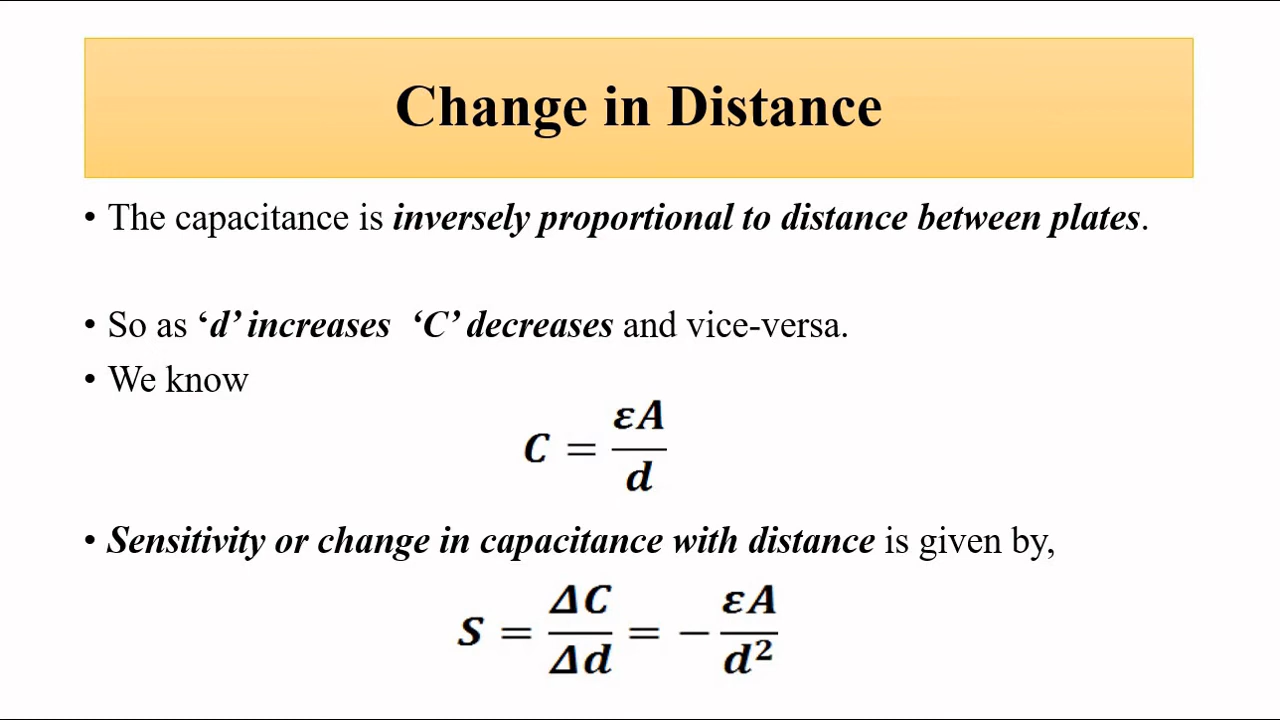 Change in Distance
• The capacitance is inversely proportional to distance between plates.
• So as ‘d’ increases ‘C’ decreases and vice-versa.
• We know
C = εA/d
• Sensitivity or change in capacitance with distance is given by,
S = ΔC/Δd = − εA/d²